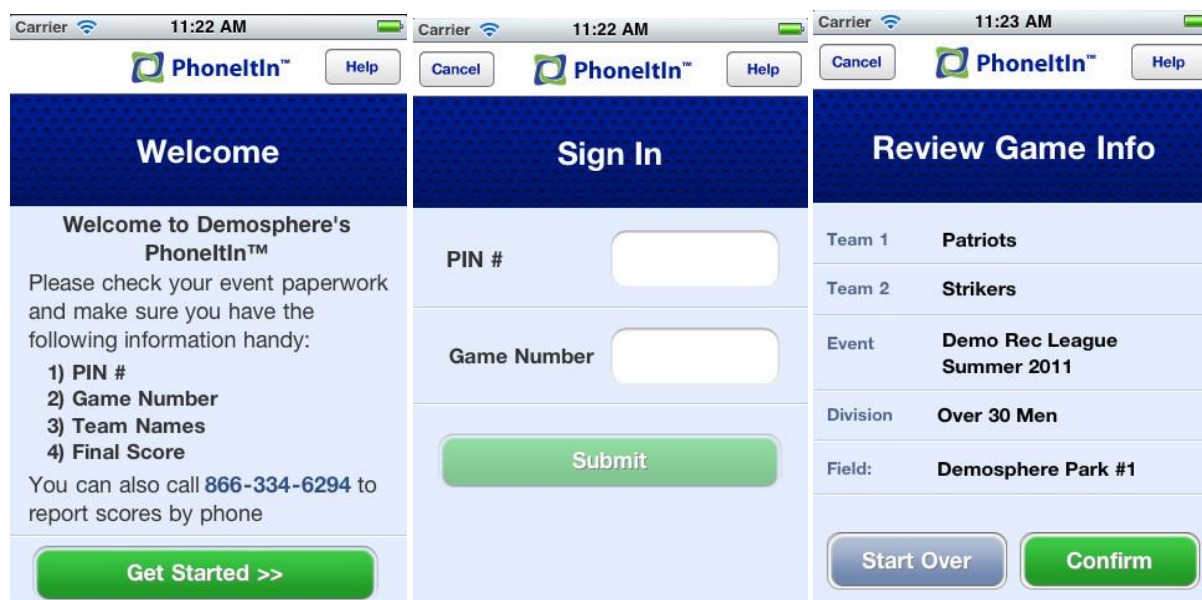 Carrier 11:22 AM
PhoneItIn™ Help
Welcome
Welcome to Demosphere's
PhoneItIn™
Please check your event paperwork
and make sure you have the
following information handy:
1) PIN #
2) Game Number
3) Team Names
4) Final Score
You can also call 866-334-6294 to
report scores by phone
Get Started >>
Carrier 11:22 AM
Cancel PhoneItIn™ Help
Sign In
PIN #
Game Number
Submit
Carrier 11:23 AM
Cancel PhoneItIn™ Help
Review Game Info
Team 1 Patriots
Team 2 Strikers
Event Demo Rec League
Summer 2011
Division Over 30 Men
Field: Demosphere Park #1
Start Over Confirm